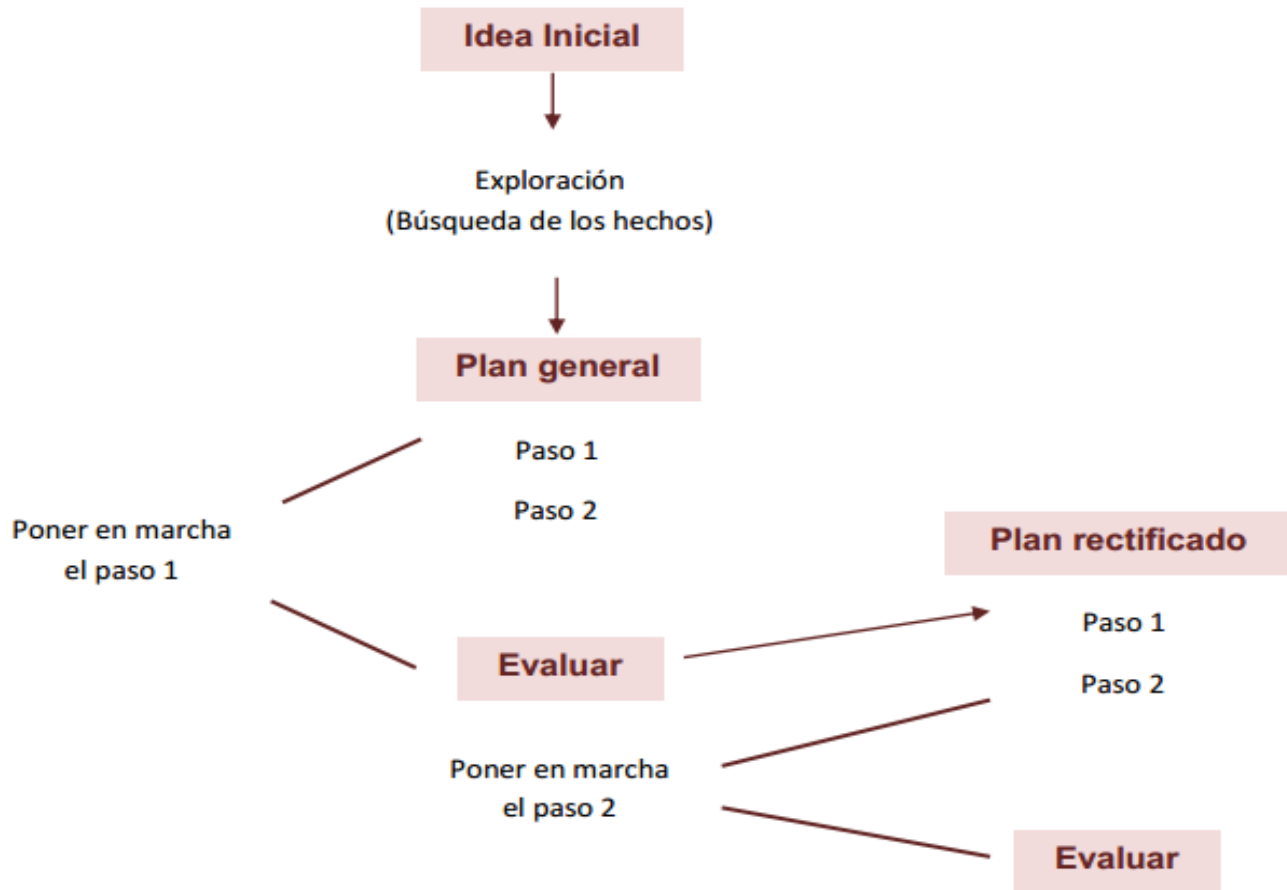 Idea Inicial
Exploración
(Búsqueda de los hechos)
Plan general
Paso 1
Paso 2
Poner en marcha
el paso 1
Plan rectificado
Paso 1
Paso 2
Evaluar
Poner en marcha
el paso 2
Evaluar